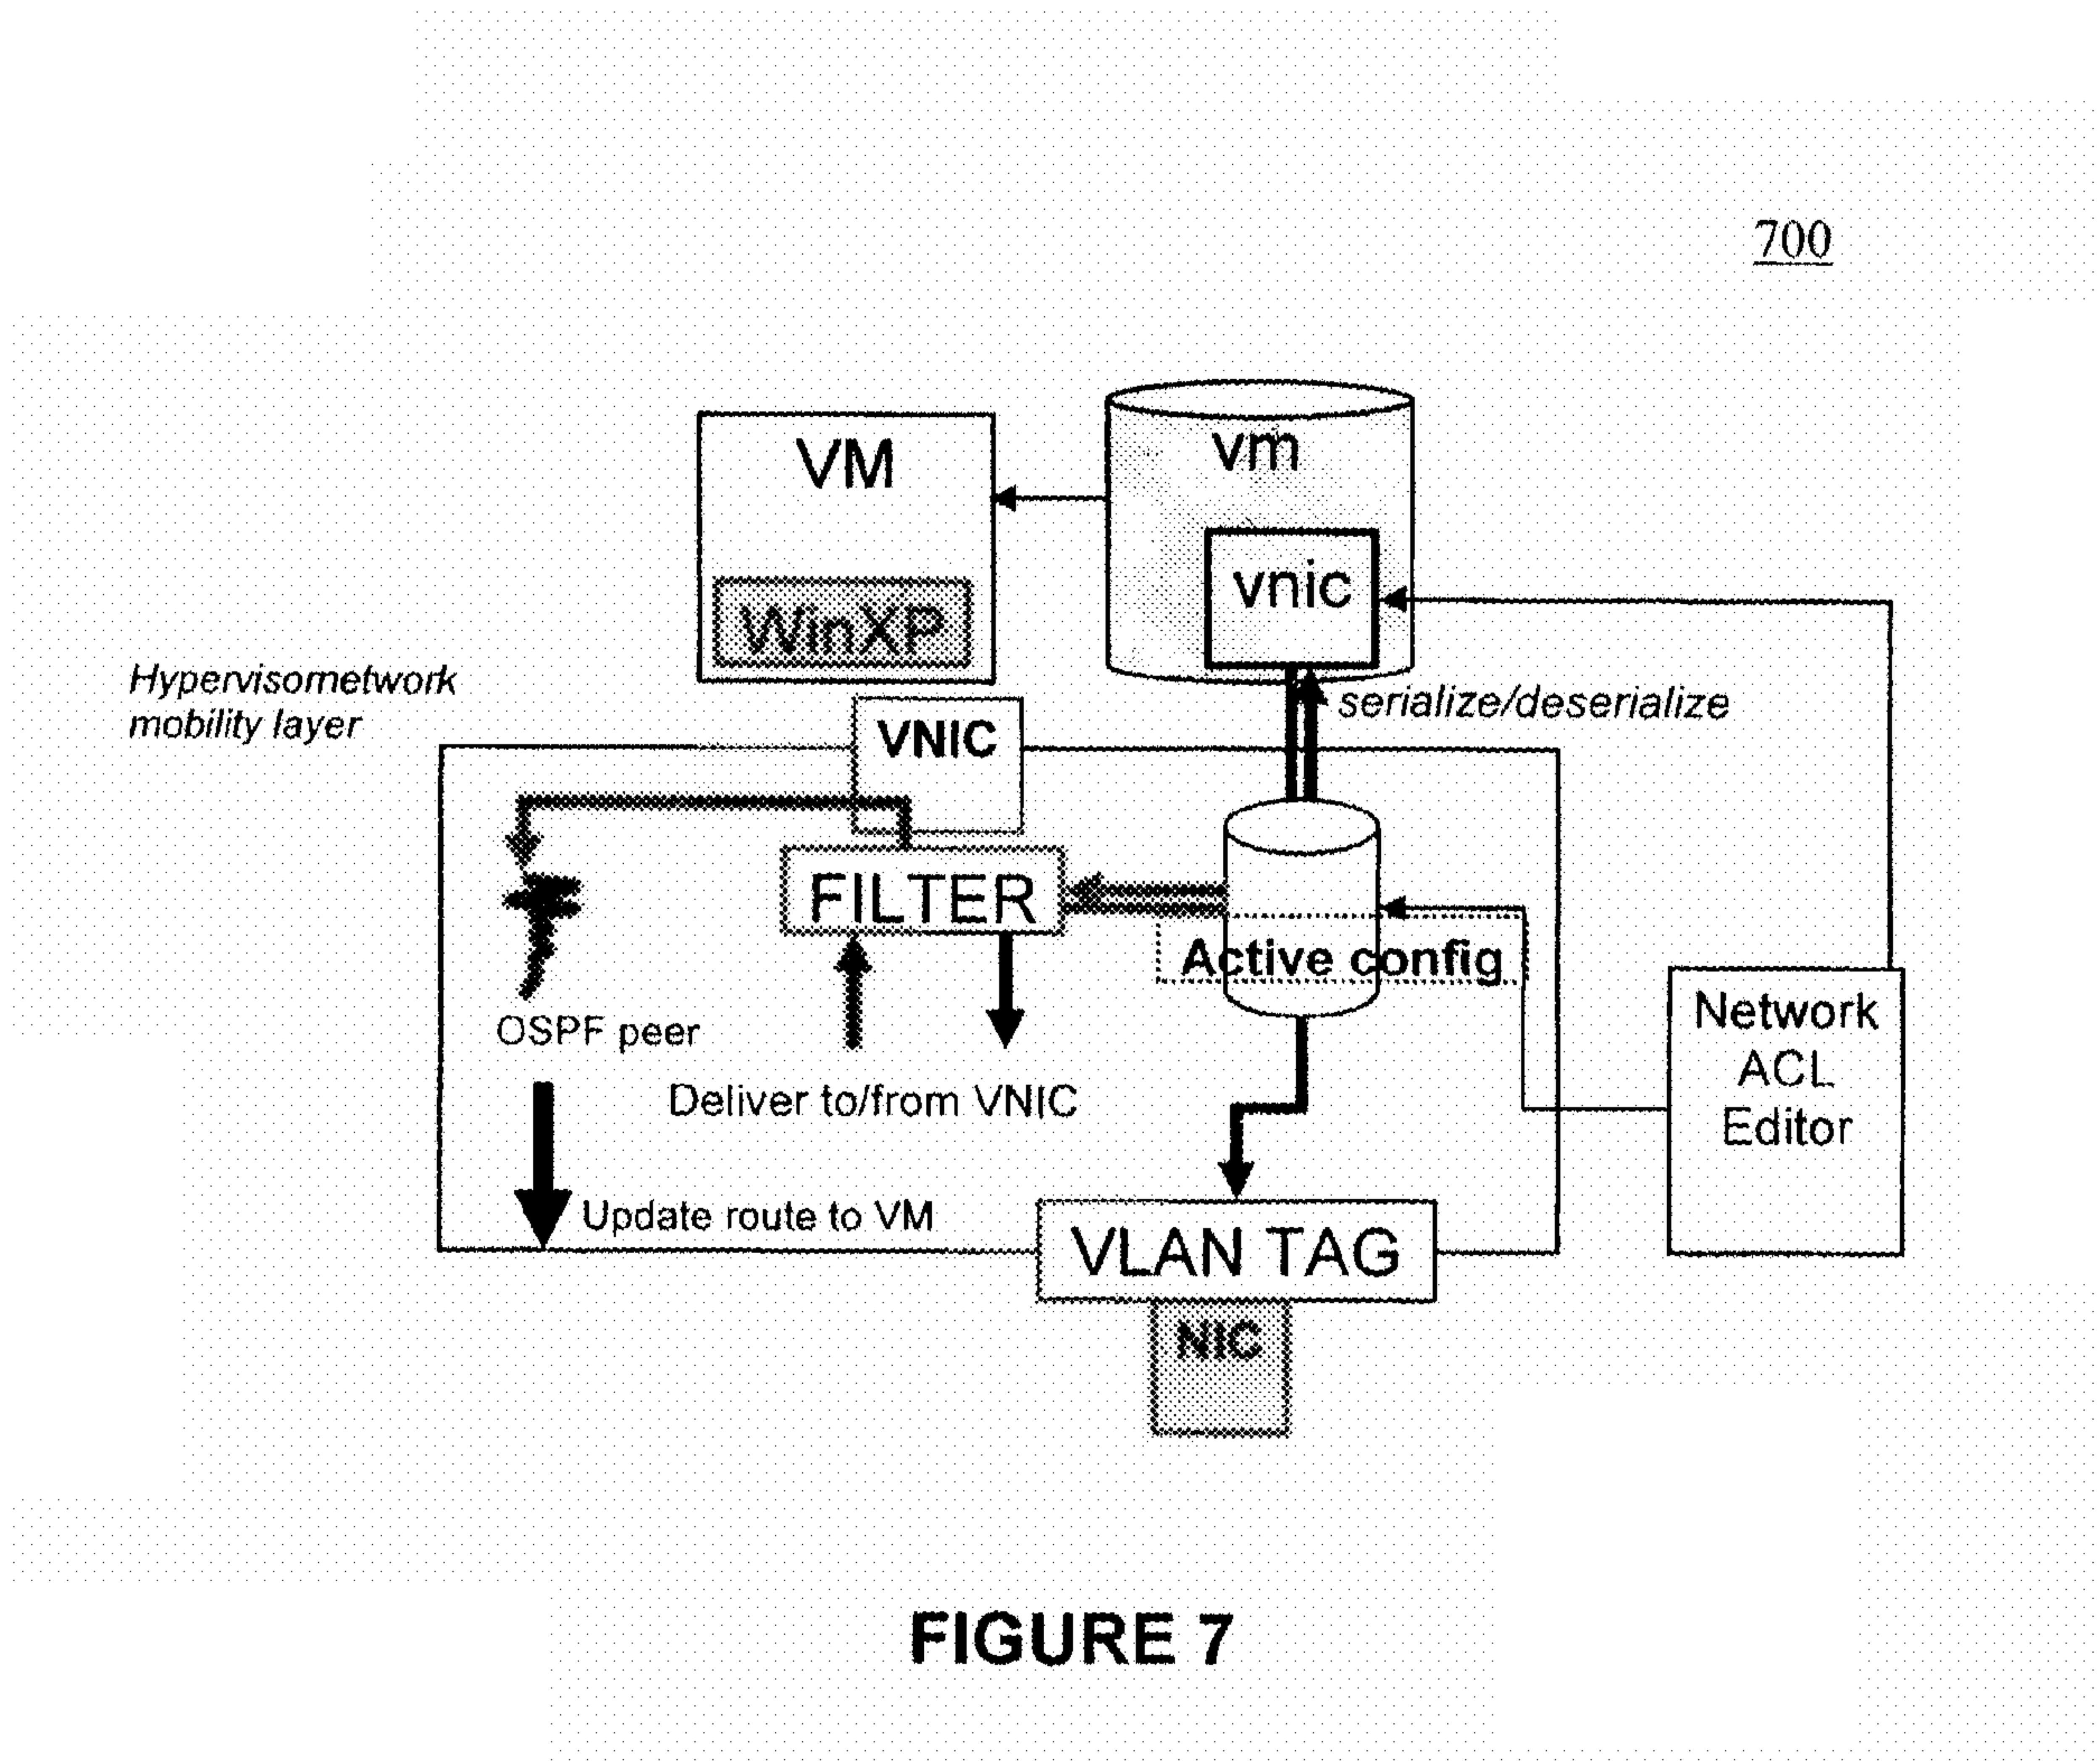 700
VM
vm
WinXP
vnic
Hypervisornetwork
mobility layer
serialize/deserialize
VNIC
FILTER
Active config
OSPF peer
Network
ACL
Editor
Deliver to/from VNIC
Update route to VM
VLAN TAG
NIC
FIGURE 7